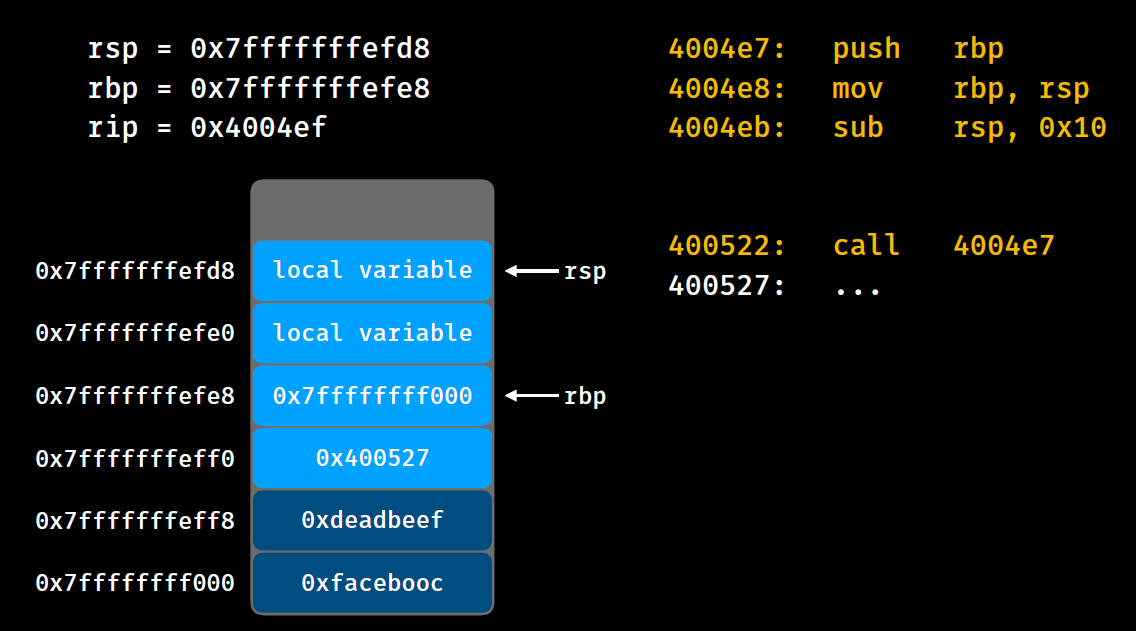 rsp = 0x7fffffffefd8
rbp = 0x7fffffffefe8
rip = 0x4004ef
4004e7: push rbp
4004e8: mov rbp, rsp
4004eb: sub rsp, 0x10
400522: call 4004e7
400527: ...
0x7fffffffefd8 local variable rsp
0x7fffffffefe0 local variable
0x7fffffffefe8 0x7ffffffff000 rbp
0x7fffffffeff0 0x400527
0x7fffffffeff8 0xdeadbeef
0x7ffffffff000 0xfacebooc